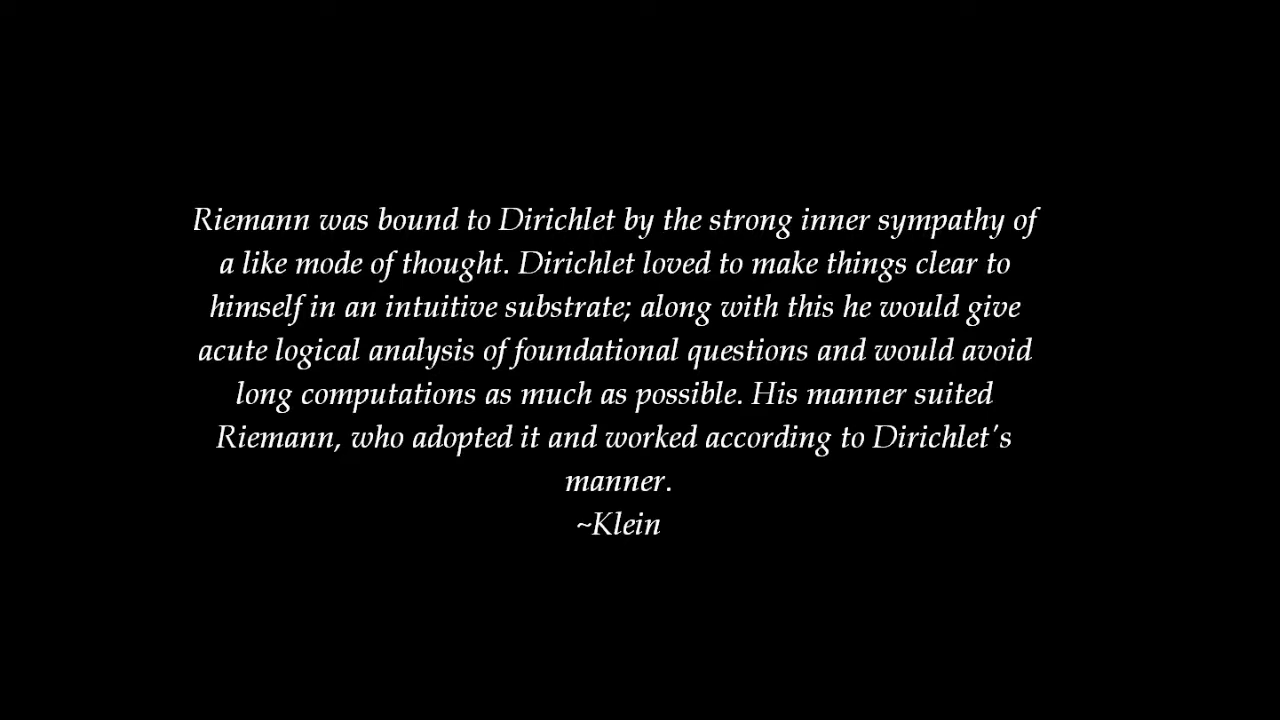 Riemann was bound to Dirichlet by the strong inner sympathy of
a like mode of thought. Dirichlet loved to make things clear to
himself in an intuitive substrate; along with this he would give
acute logical analysis of foundational questions and would avoid
long computations as much as possible. His manner suited
Riemann, who adopted it and worked according to Dirichlet's
manner.
~Klein